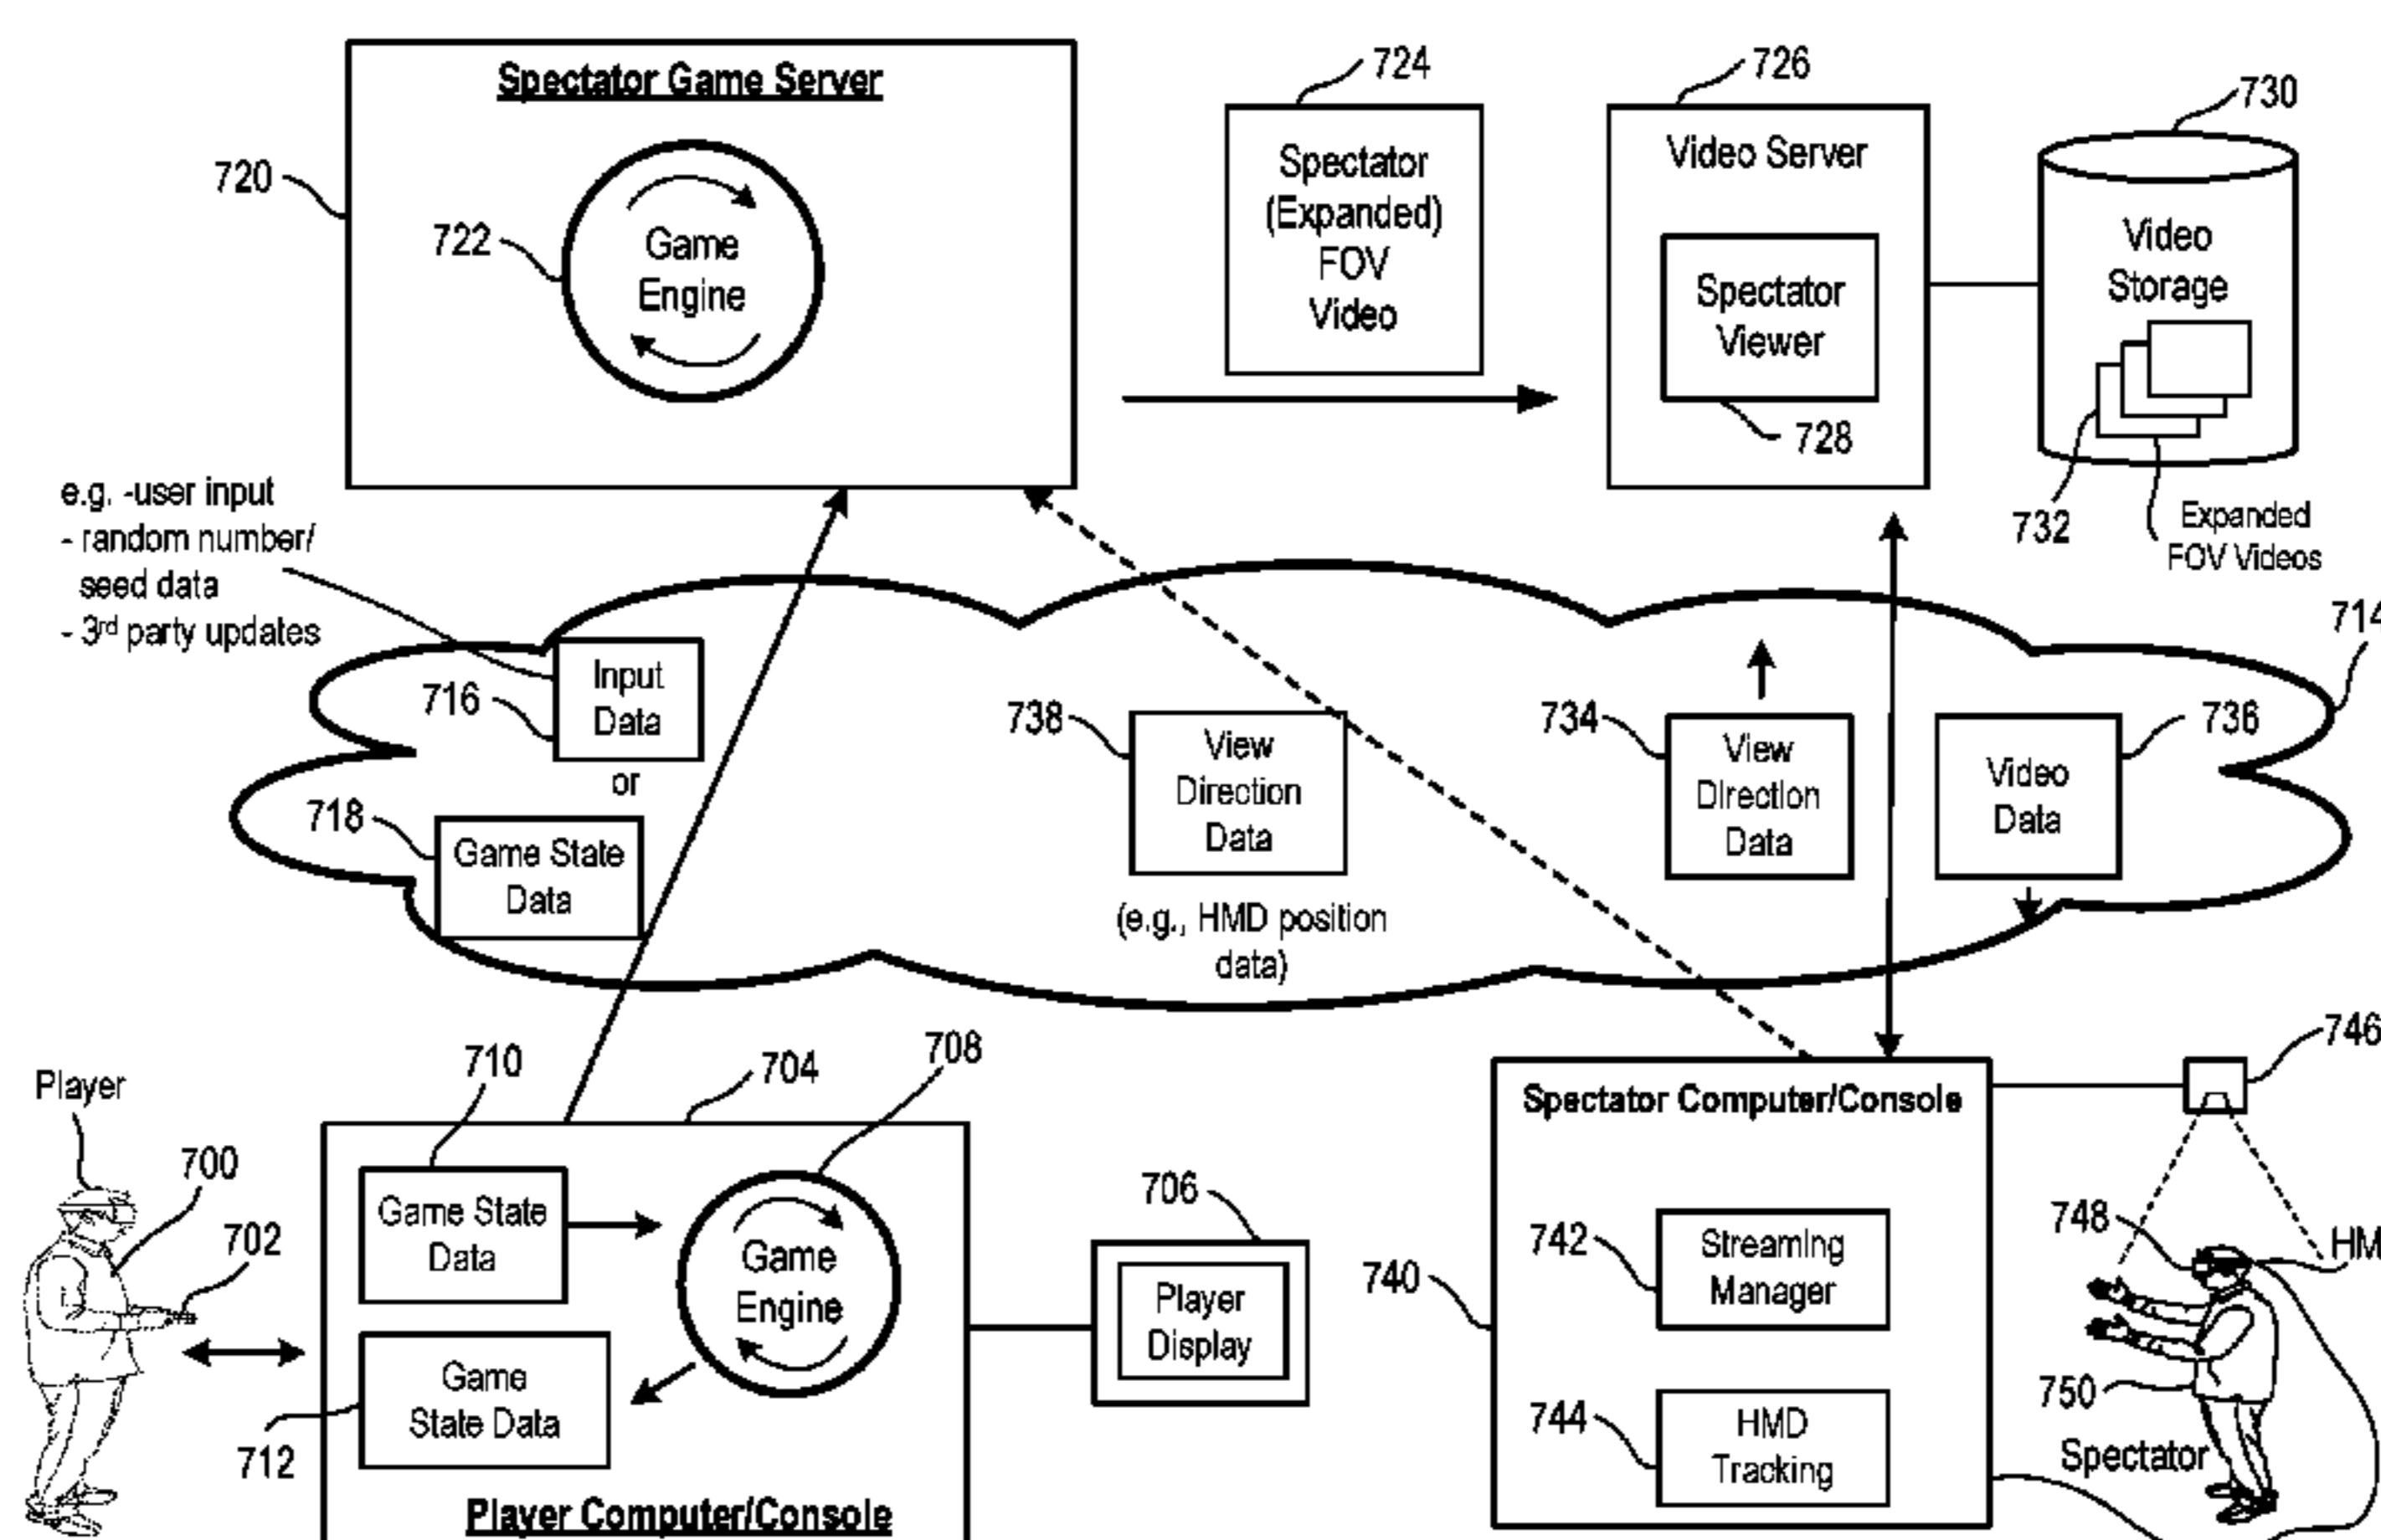 Spectator Game Server
720
722
Game
Engine
724
Spectator
(Expanded)
FOV
Video
726
Video Server
Spectator
Viewer
728
730
Video
Storage
732
Expanded
FOV Videos
e.g. -user input
- random number/
seed data
- 3rd party updates
714
Input
Data
716
or
718
Game State
Data
738
View
Direction
Data
(e.g., HMD position
data)
734
View
Direction
Data
736
Video
Data
Player
700
702
710
704
708
Game State
Data
Game
Engine
Game
State Data
712
Player Computer/Console
706
Player
Display
Spectator Computer/Console
740
742
Streaming
Manager
744
HMD
Tracking
746
748
HM
750
Spectator